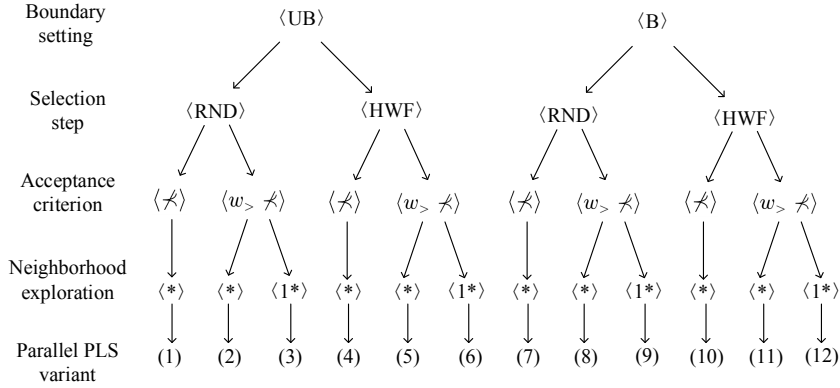 Boundary setting ⟨UB⟩ ⟨B⟩
Selection step ⟨RND⟩ ⟨HWF⟩ ⟨RND⟩ ⟨HWF⟩
Acceptance criterion ⟨⊀⟩ ⟨w> ⊀⟩ ⟨⊀⟩ ⟨w> ⊀⟩ ⟨⊀⟩ ⟨w> ⊀⟩ ⟨⊀⟩ ⟨w> ⊀⟩
Neighborhood exploration ⟨*⟩ ⟨*⟩ ⟨1*⟩ ⟨*⟩ ⟨*⟩ ⟨1*⟩ ⟨*⟩ ⟨*⟩ ⟨1*⟩ ⟨*⟩ ⟨*⟩ ⟨1*⟩
Parallel PLS variant (1) (2) (3) (4) (5) (6) (7) (8) (9) (10) (11) (12)